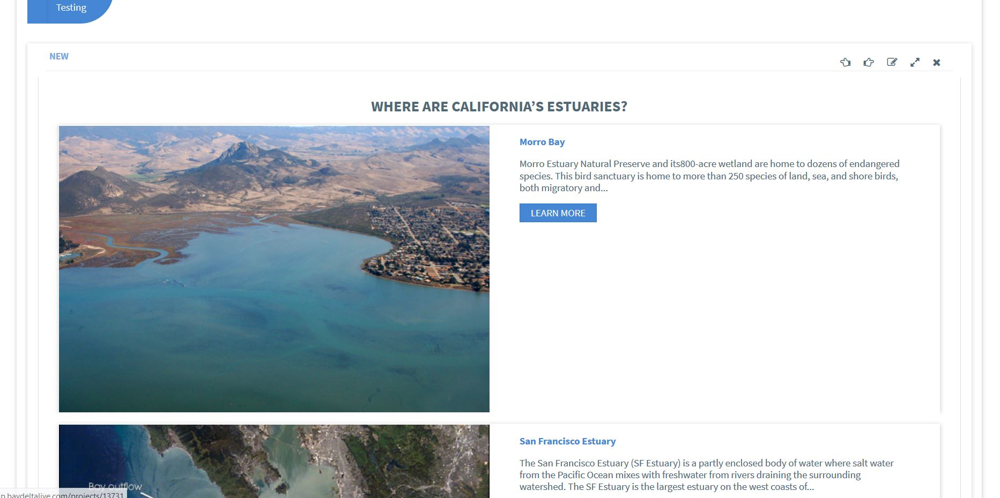 Testing
NEW
WHERE ARE CALIFORNIA’S ESTUARIES?
Morro Bay
Morro Estuary Natural Preserve and its800-acre wetland are home to dozens of endangered
species. This bird sanctuary is home to more than 250 species of land, sea, and shore birds,
both migratory and...
LEARN MORE
San Francisco Estuary
The San Francisco Estuary (SF Estuary) is a partly enclosed body of water where salt water
from the Pacific Ocean mixes with freshwater from rivers draining the surrounding
watershed. The SF Estuary is the largest estuary on the west coasts of...
Bay outflow
p.baydeltalive.com/projects/13731